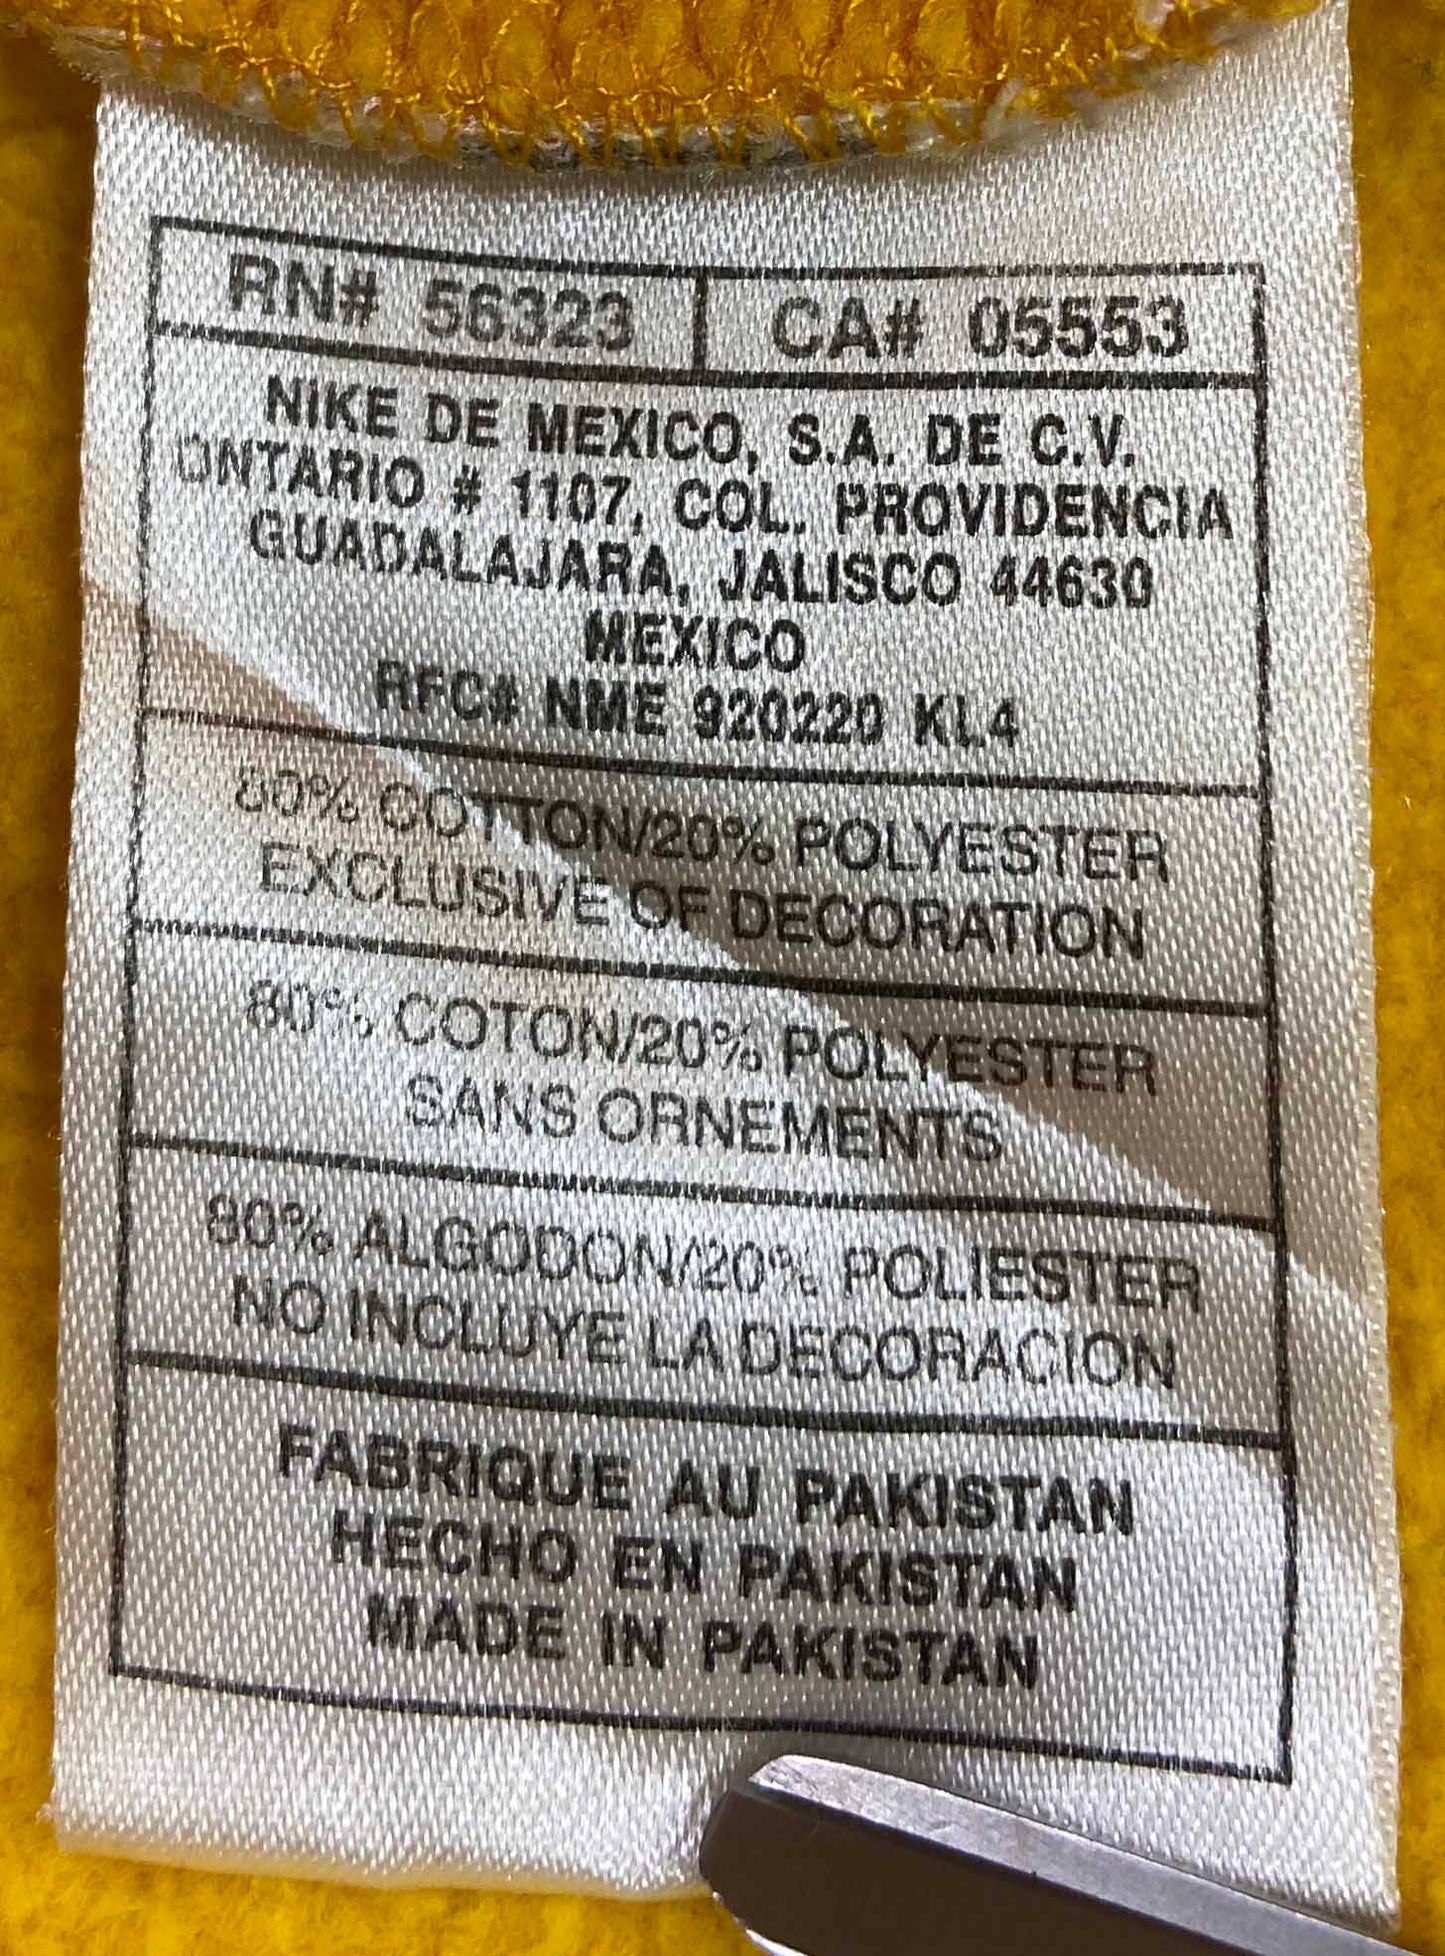 RN# 56323 CA# 05553
NIKE DE MEXICO, S.A. DE C.V.
ONTARIO # 1107, COL. PROVIDENCIA
GUADALAJARA, JALISCO 44630
MEXICO
RFC# NME 920220 KL4
80% COTTON/20% POLYESTER
EXCLUSIVE OF DECORATION
80% COTON/20% POLYESTER
SANS ORNEMENTS
80% ALGODON/20% POLIESTER
NO INCLUYE LA DECORACION
FABRIQUE AU PAKISTAN
HECHO EN PAKISTAN
MADE IN PAKISTAN